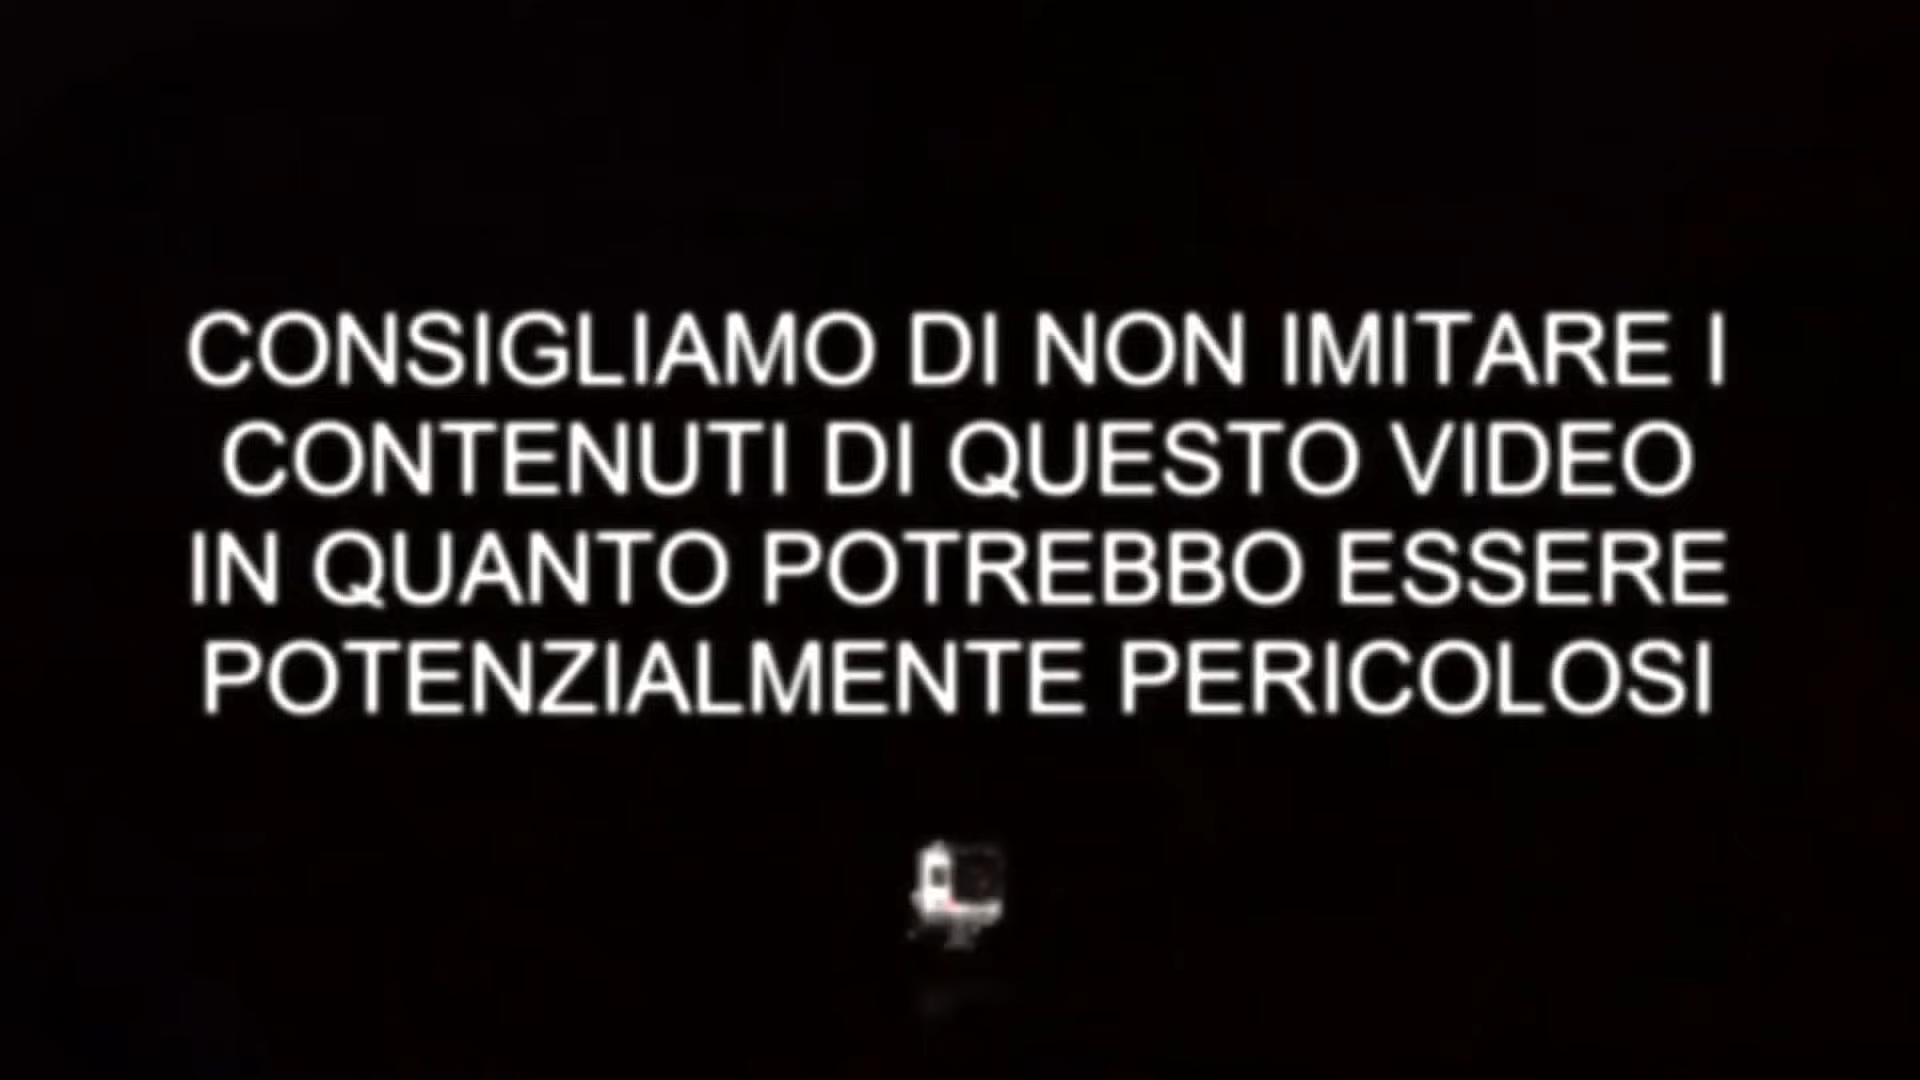 CONSIGLIAMO DI NON IMITARE I
CONTENUTI DI QUESTO VIDEO
IN QUANTO POTREBBO ESSERE
POTENZIALMENTE PERICOLOSI